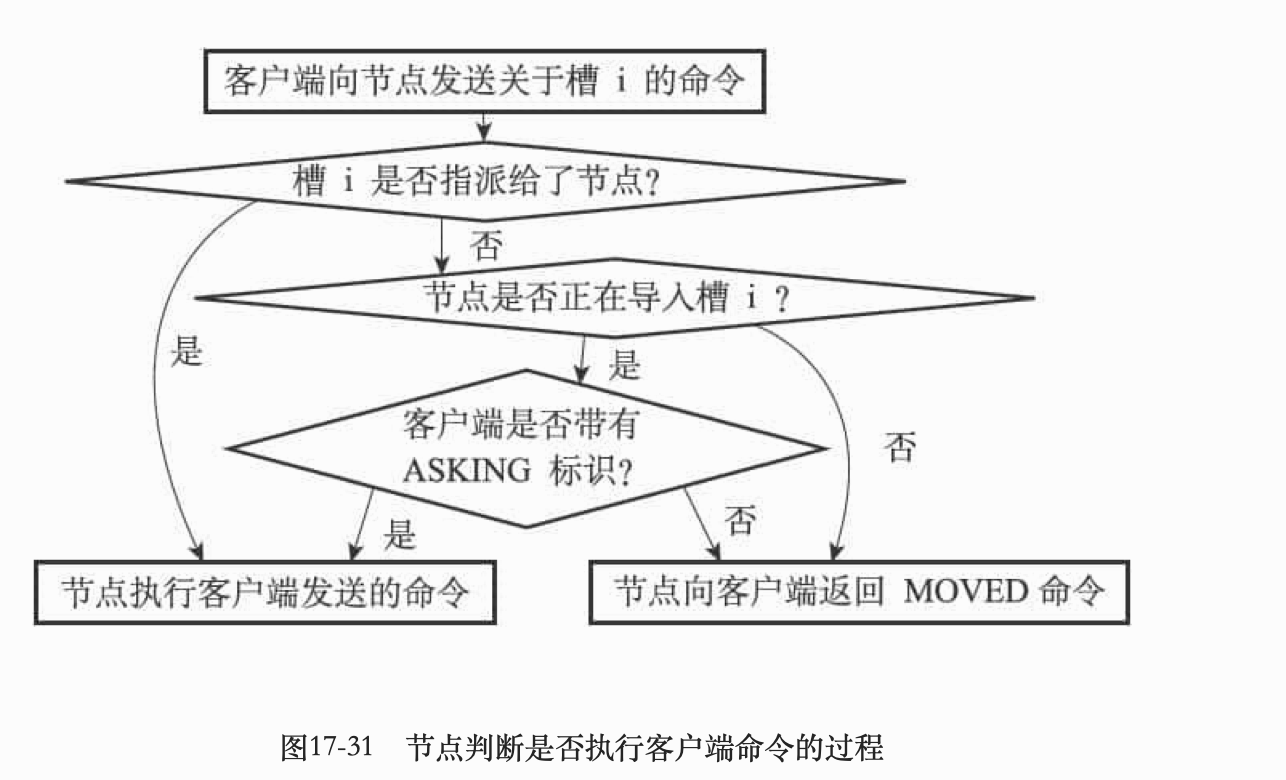 客户端向节点发送关于槽 i 的命令
槽 i 是否指派给了节点?
否
节点是否正在导入槽 i ?
是
是
客户端是否带有
ASKING 标识?
否
是
否
节点执行客户端发送的命令
节点向客户端返回 MOVED 命令
图17-31 节点判断是否执行客户端命令的过程